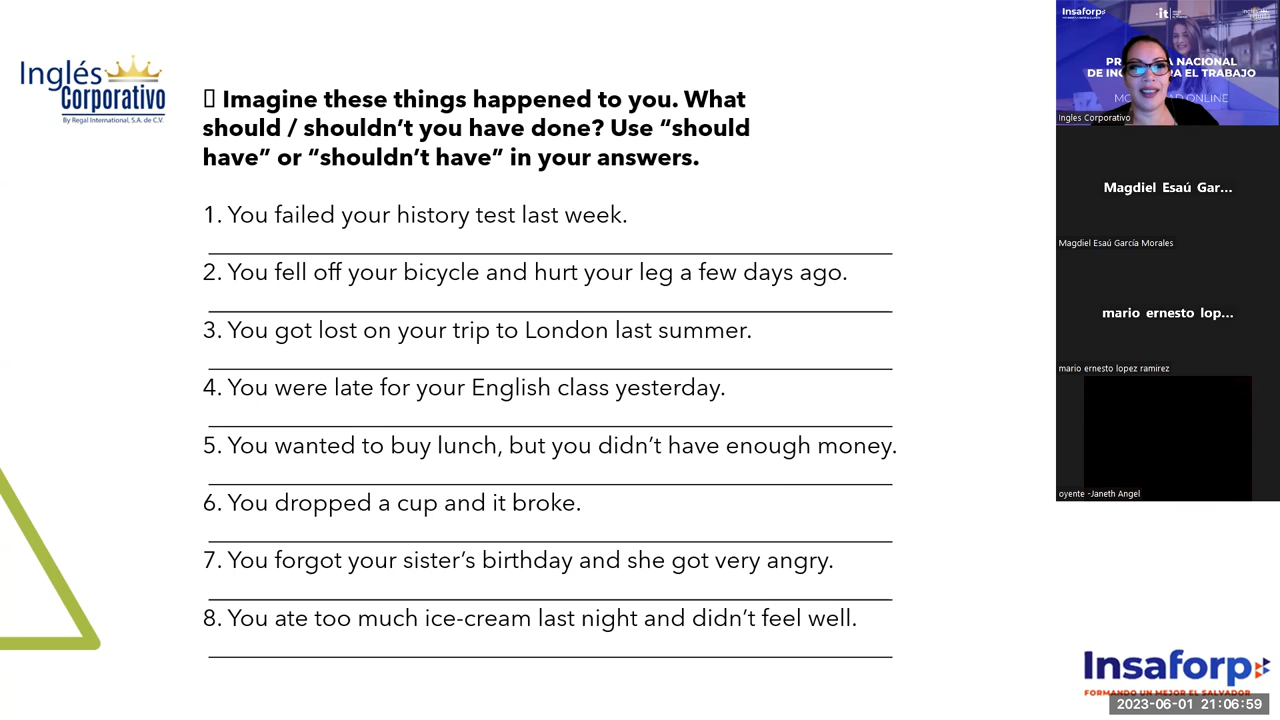 Inglés
Corporativo
By Regal International, S.A. de C.V.
Imagine these things happened to you. What
should / shouldn’t you have done? Use “should
have” or “shouldn’t have” in your answers.
1. You failed your history test last week.
2. You fell off your bicycle and hurt your leg a few days ago.
3. You got lost on your trip to London last summer.
4. You were late for your English class yesterday.
5. You wanted to buy lunch, but you didn’t have enough money.
6. You dropped a cup and it broke.
7. You forgot your sister’s birthday and she got very angry.
8. You ate too much ice-cream last night and didn’t feel well.
Insaforp
NACIONAL
EL TRABAJO
ONLINE
Ingles Corporativo
Magdiel Esaú Gar...
Magdiel Esaú García Morales
mario ernesto lop...
mario ernesto lopez ramirez
oyente -Janeth Angel
Insaforp
FORMANDO UN MEJOR EL SALVADOR
2023-06-01 21:06:59